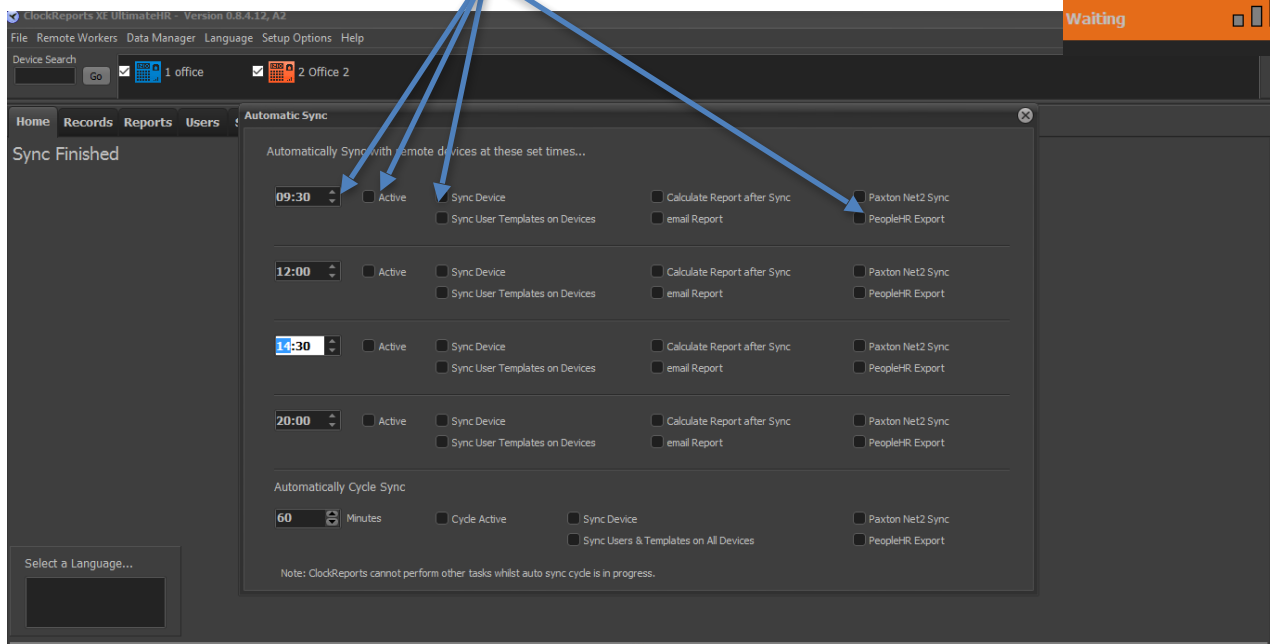 ClockReports XE UltimateHR - Version 0.8.4.12, A2
Waiting
File Remote Workers Data Manager Language Setup Options Help
Device Search
Go 1 office 2 Office 2
Home Records Reports Users
Automatic Sync
Sync Finished
Automatically Sync with remote devices at these set times...
09:30 Active Sync Device Calculate Report after Sync Paxton Net2 Sync
Sync User Templates on Devices email Report PeopleHR Export
12:00 Active Sync Device Calculate Report after Sync Paxton Net2 Sync
Sync User Templates on Devices email Report PeopleHR Export
14:30 Active Sync Device Calculate Report after Sync Paxton Net2 Sync
Sync User Templates on Devices email Report PeopleHR Export
20:00 Active Sync Device Calculate Report after Sync Paxton Net2 Sync
Sync User Templates on Devices email Report PeopleHR Export
Automatically Cycle Sync
60 Minutes Cycle Active Sync Device Paxton Net2 Sync
Sync Users & Templates on All Devices PeopleHR Export
Select a Language...
Note: ClockReports cannot perform other tasks whilst auto sync cycle is in progress.